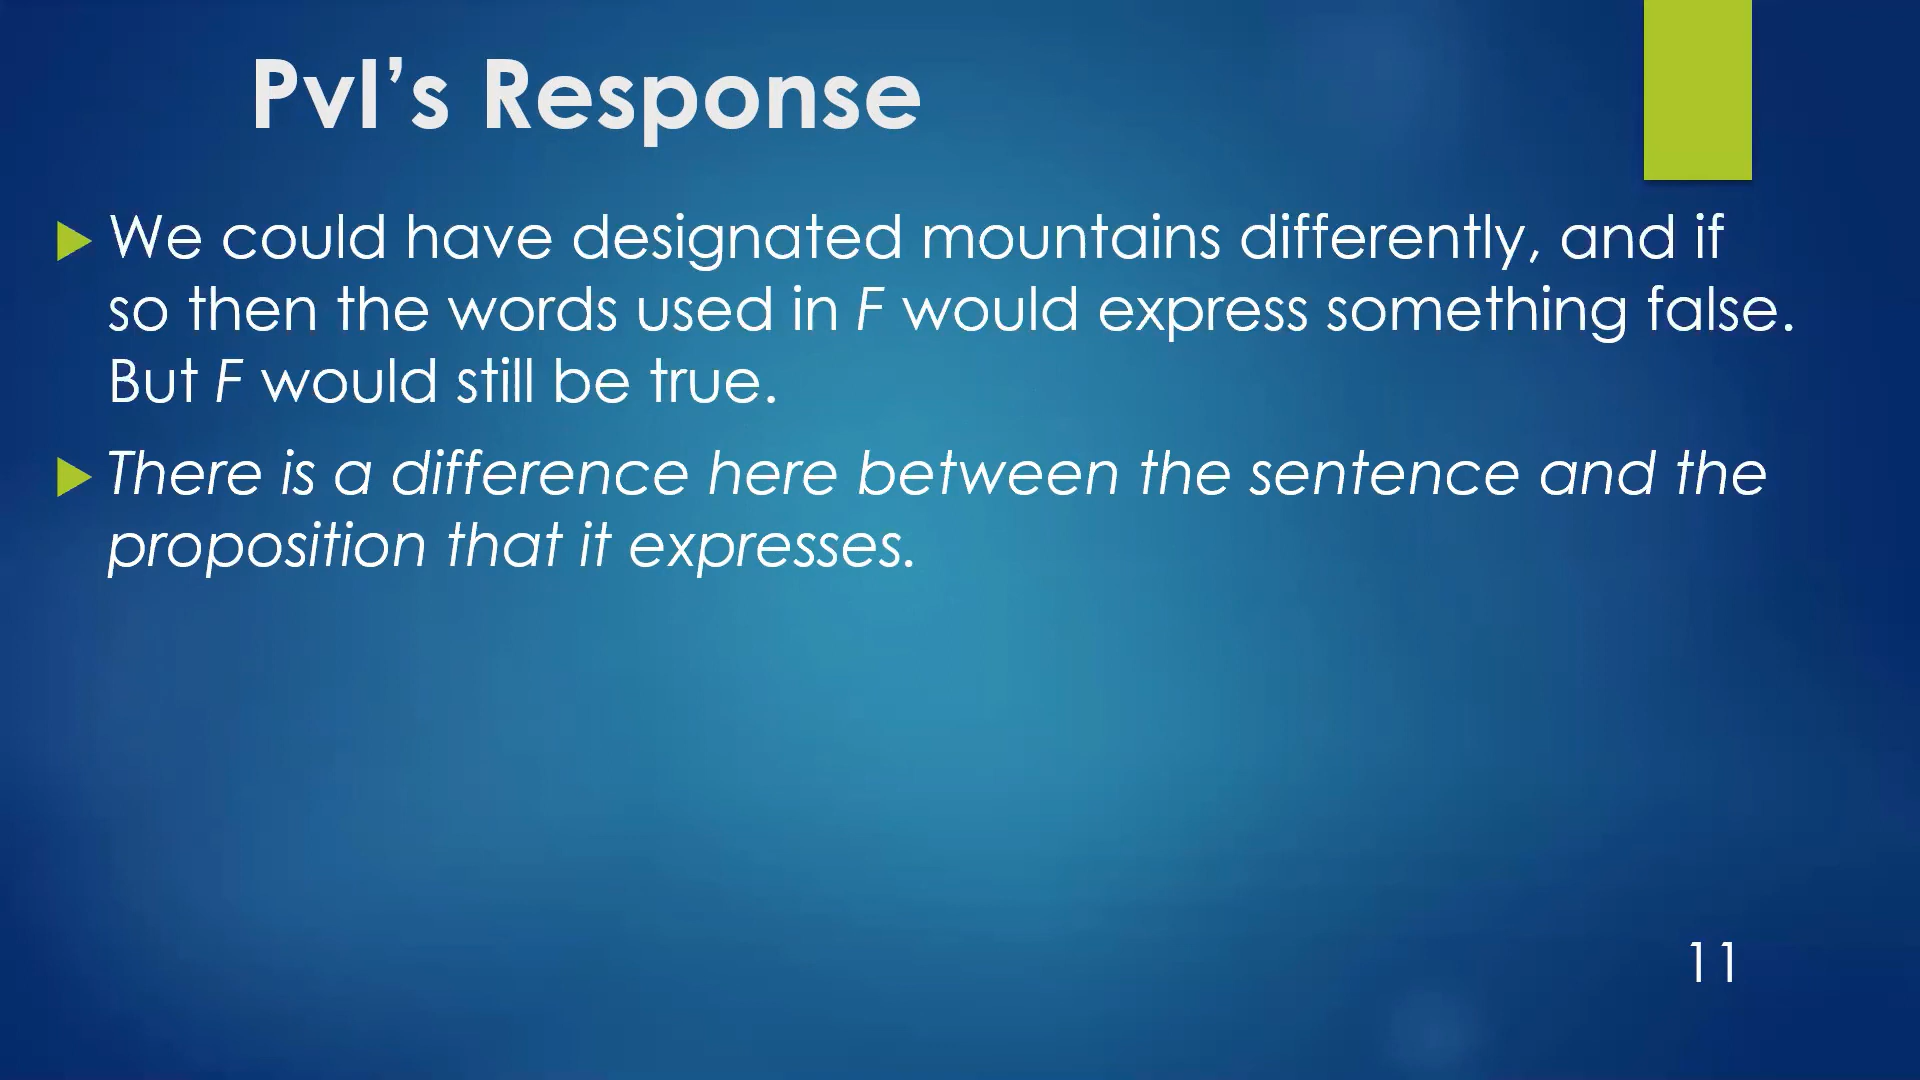 PvI’s Response
We could have designated mountains differently, and if
so then the words used in F would express something false.
But F would still be true.
There is a difference here between the sentence and the
proposition that it expresses.
11